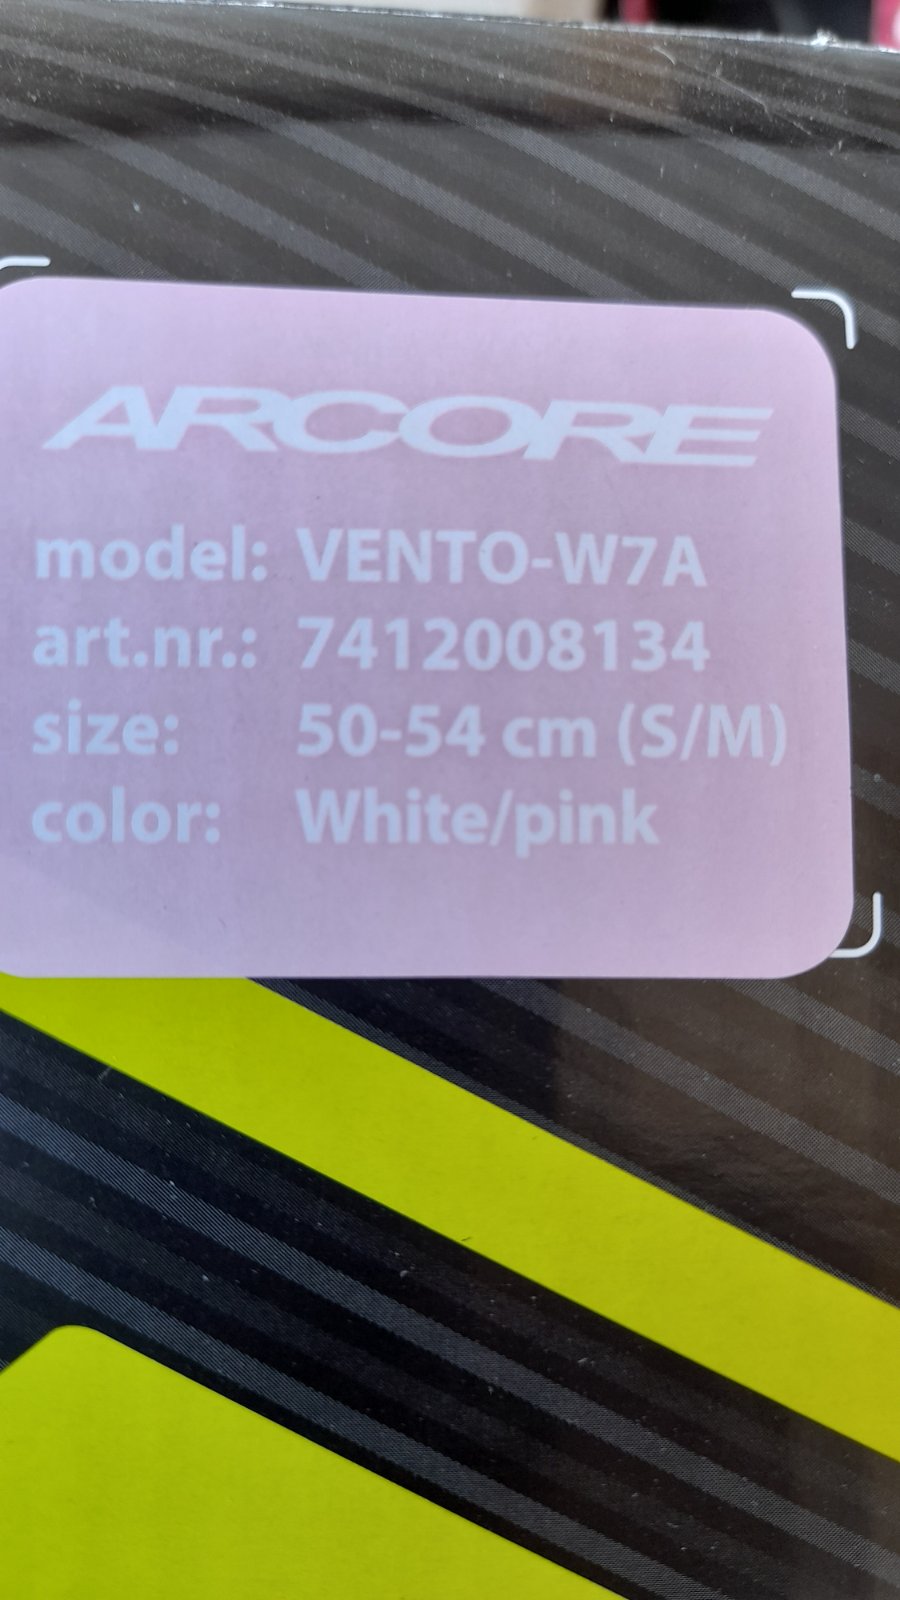 ARCORE
model: VENTO-W7A
art.nr.: 7412008134
size: 50-54 cm (S/M)
color: White/pink